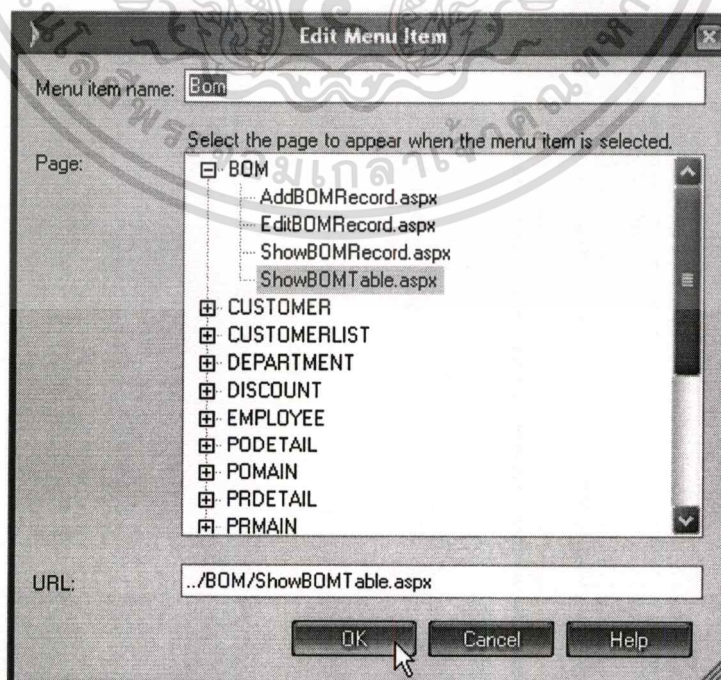 Edit Menu Item
Menu item name: Bom
Select the page to appear when the menu item is selected.
Page:
BOM
AddBOMRecord.aspx
EditBOMRecord.aspx
ShowBOMRecord.aspx
ShowBOMTable.aspx
CUSTOMER
CUSTOMERLIST
DEPARTMENT
DISCOUNT
EMPLOYEE
PODETAIL
POMAIN
PRDETAIL
PRMAIN
URL: ../BOM/ShowBOMTable.aspx
OK Cancel Help